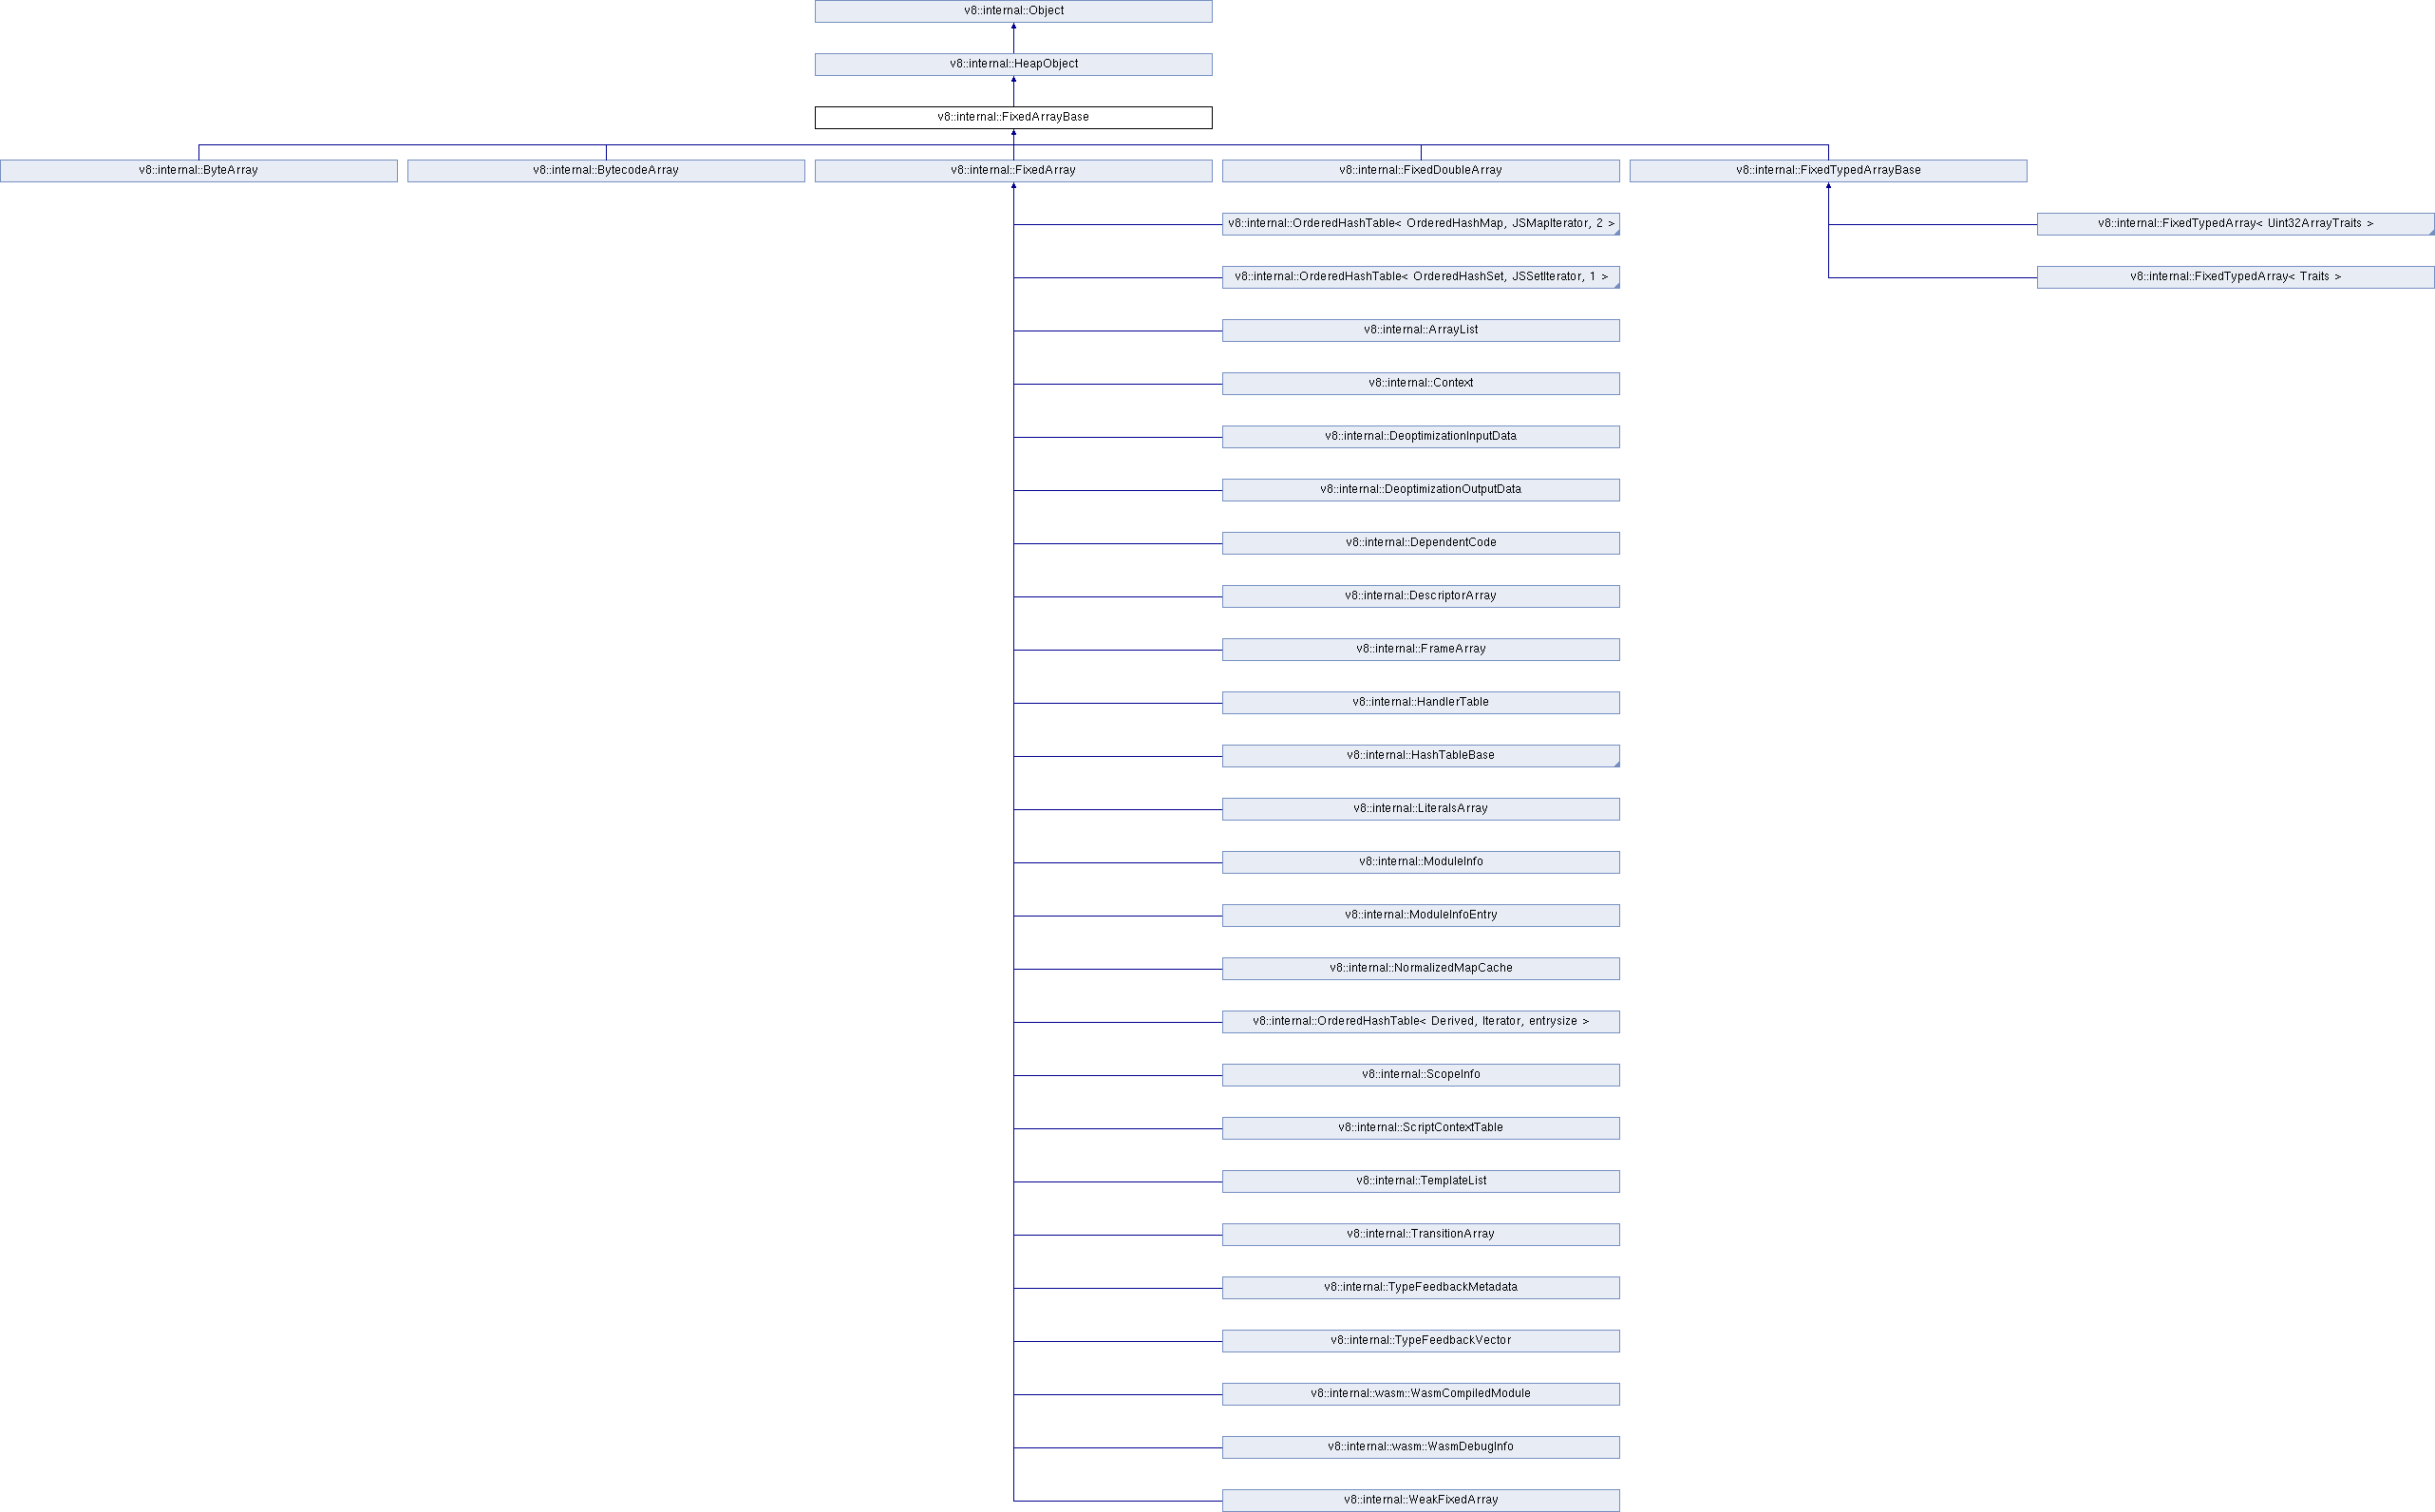 v8::internal::Object
v8::internal::HeapObject
v8::internal::FixedArrayBase
v8::internal::ByteArray
v8::internal::BytecodeArray
v8::internal::FixedArray
v8::internal::FixedDoubleArray
v8::internal::FixedTypedArrayBase
v8::internal::OrderedHashTable< OrderedHashMap, JSMapIterator, 2 >
v8::internal::FixedTypedArray< Uint32ArrayTraits >
v8::internal::OrderedHashTable< OrderedHashSet, JSSetIterator, 1 >
v8::internal::FixedTypedArray< Traits >
v8::internal::ArrayList
v8::internal::Context
v8::internal::DeoptimizationInputData
v8::internal::DeoptimizationOutputData
v8::internal::DependentCode
v8::internal::DescriptorArray
v8::internal::FrameArray
v8::internal::HandlerTable
v8::internal::HashTableBase
v8::internal::LiteralsArray
v8::internal::ModuleInfo
v8::internal::ModuleInfoEntry
v8::internal::NormalizedMapCache
v8::internal::OrderedHashTable< Derived, Iterator, entrysize >
v8::internal::ScopeInfo
v8::internal::ScriptContextTable
v8::internal::TemplateList
v8::internal::TransitionArray
v8::internal::TypeFeedbackMetadata
v8::internal::TypeFeedbackVector
v8::internal::wasm::WasmCompiledModule
v8::internal::wasm::WasmDebugInfo
v8::internal::WeakFixedArray